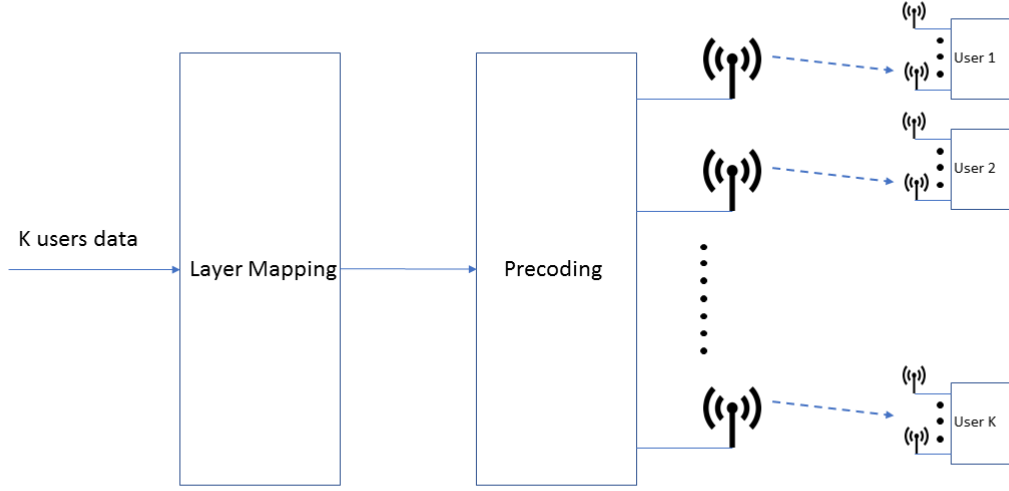 K users data
Layer Mapping
Precoding
User 1
User 2
User K